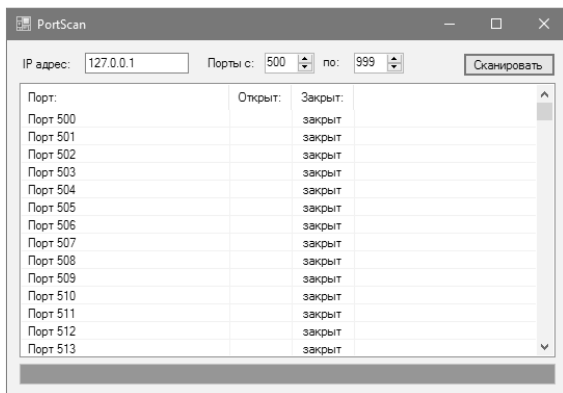 PortScan
IP адрес: 127.0.0.1 Порты с: 500 по: 999 Сканировать
Порт: Открыт: Закрыт:
Порт 500 закрыт
Порт 501 закрыт
Порт 502 закрыт
Порт 503 закрыт
Порт 504 закрыт
Порт 505 закрыт
Порт 506 закрыт
Порт 507 закрыт
Порт 508 закрыт
Порт 509 закрыт
Порт 510 закрыт
Порт 511 закрыт
Порт 512 закрыт
Порт 513 закрыт